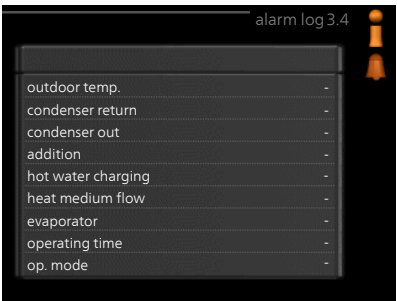 alarm log 3.4
outdoor temp. -
condenser return -
condenser out -
addition -
hot water charging -
heat medium flow -
evaporator -
operating time -
op. mode -